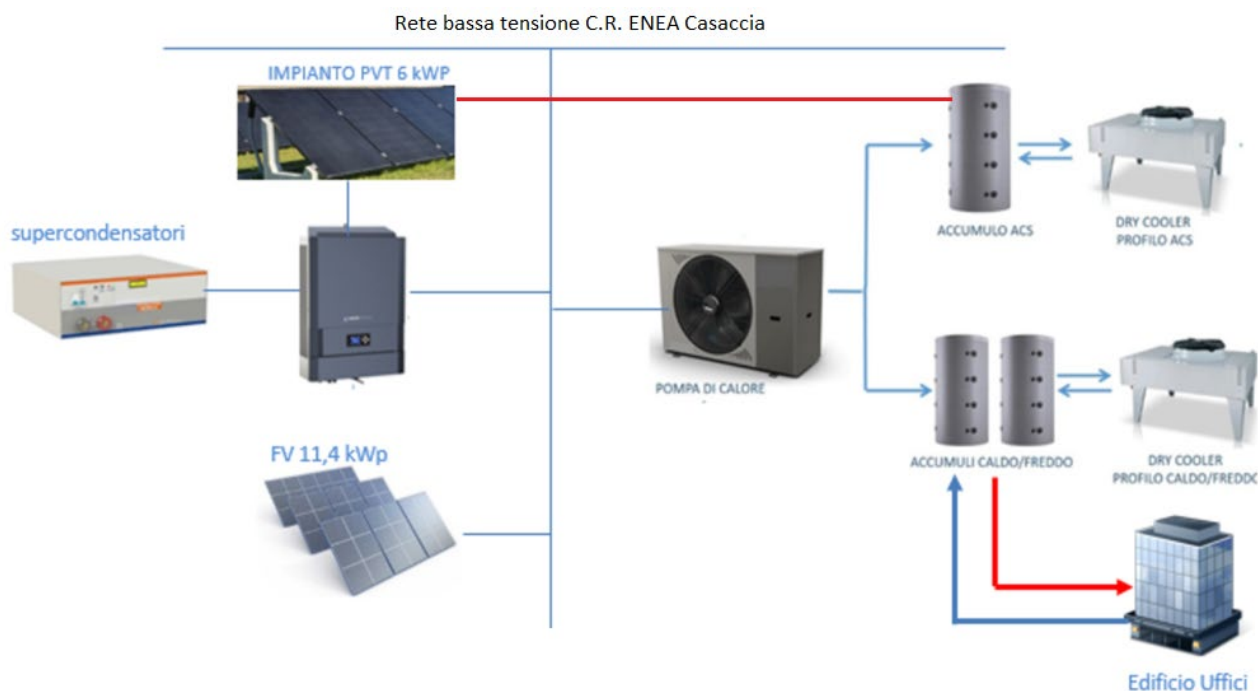 Rete bassa tensione C.R. ENEA Casaccia
IMPIANTO PVT 6 kWP
supercondensatori
ACCUMULO ACS
DRY COOLER
PROFILO ACS
POMPA DI CALORE
FV 11,4 kWp
ACCUMULI CALDO/FREDDO
DRY COOLER
PROFILO CALDO/FREDDO
Edificio Uffici